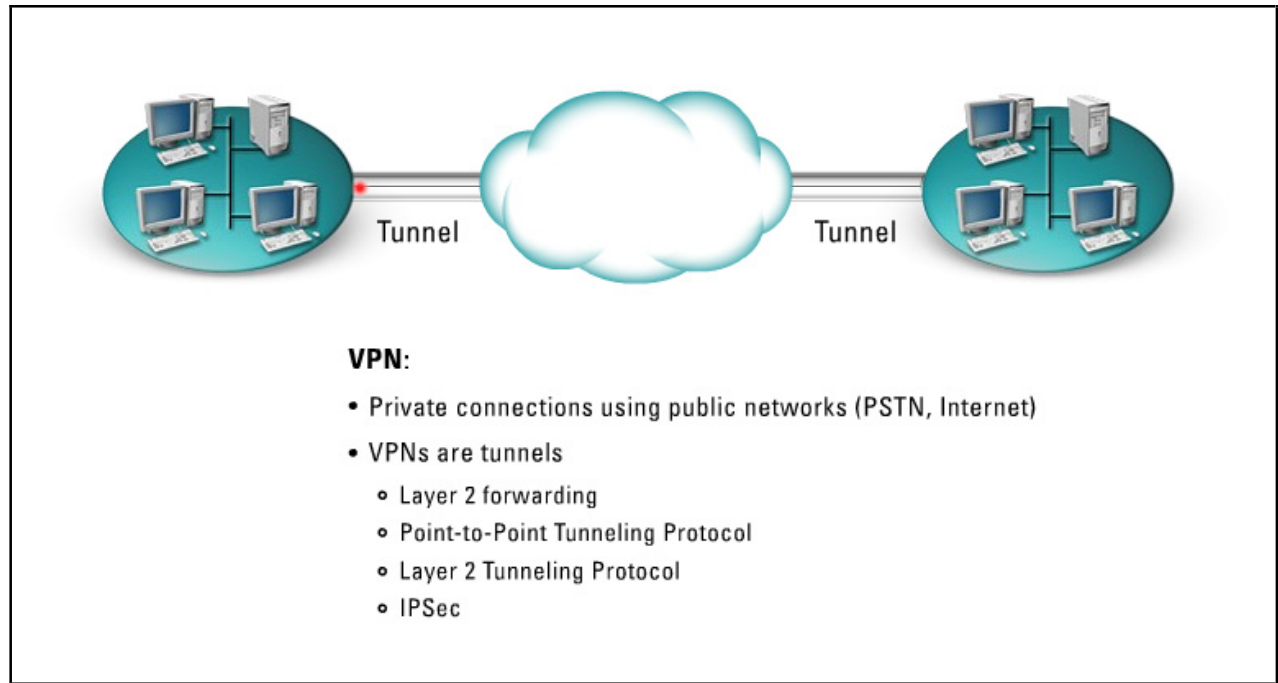 Tunnel
Tunnel
VPN:
• Private connections using public networks (PSTN, Internet)
• VPNs are tunnels
∘ Layer 2 forwarding
∘ Point-to-Point Tunneling Protocol
∘ Layer 2 Tunneling Protocol
∘ IPSec